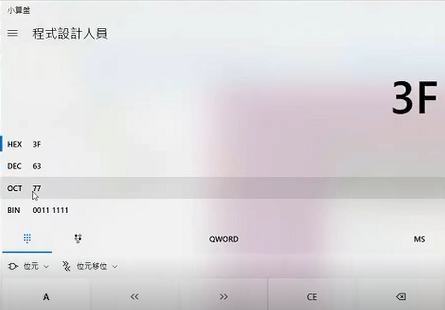 小算盤
程式設計人員
3F
HEX 3F
DEC 63
OCT 77
BIN 0011 1111
QWORD MS
位元 位元移位
A << >> CE